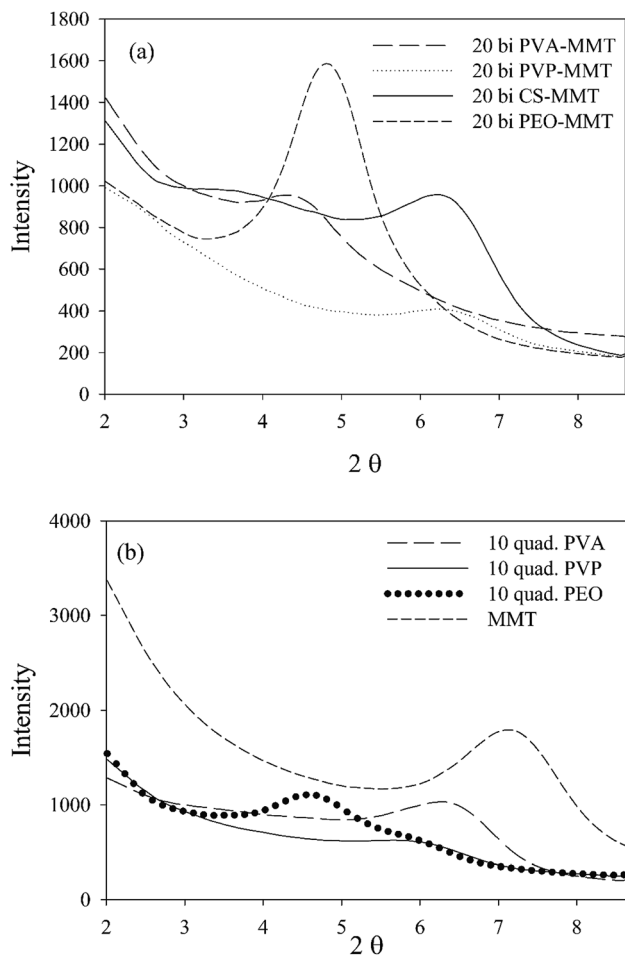 (a)
20 bi PVA-MMT
20 bi PVP-MMT
20 bi CS-MMT
20 bi PEO-MMT
Intensity
1800
1600
1400
1200
1000
800
600
400
200
0
2 3 4 5 6 7 8
2 θ
(b)
10 quad. PVA
10 quad. PVP
10 quad. PEO
MMT
Intensity
4000
3000
2000
1000
0
2 3 4 5 6 7 8
2 θ